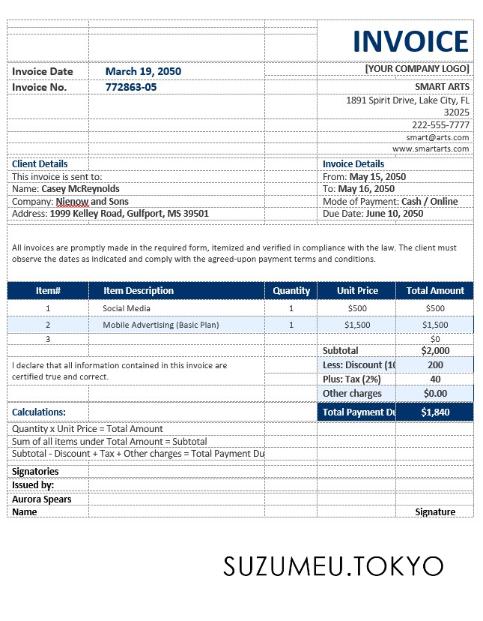 INVOICE
Invoice Date March 19, 2050 [YOUR COMPANY LOGO]
Invoice No. 772863-05 SMART ARTS
1891 Spirit Drive, Lake City, FL
32025
222-555-7777
smart@arts.com
www.smartarts.com
Client Details Invoice Details
This invoice is sent to: From: May 15, 2050
Name: Casey McReynolds To: May 16, 2050
Company: Nienow and Sons Mode of Payment: Cash / Online
Address: 1999 Kelley Road, Gulfport, MS 39501 Due Date: June 10, 2050
All invoices are promptly made in the required form, itemized and verified in compliance with the law. The client must
observe the dates as indicated and comply with the agreed-upon payment terms and conditions.
Item# Item Description Quantity Unit Price Total Amount
1 Social Media 1 $500 $500
2 Mobile Advertising (Basic Plan) 1 $1,500 $1,500
3 $0
Subtotal $2,000
I declare that all information contained in this invoice are Less: Discount (10 200
certified true and correct. Plus: Tax (2%) 40
Other charges $0.00
Calculations: Total Payment Du $1,840
Quantity x Unit Price = Total Amount
Sum of all items under Total Amount = Subtotal
Subtotal - Discount + Tax + Other charges = Total Payment Du
Signatories
Issued by:
Aurora Spears
Name Signature
SUZUMEU.TOKYO